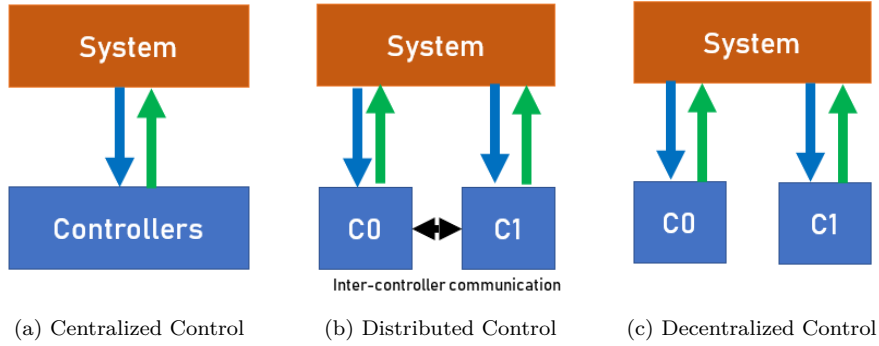 System
System
System
Controllers
C0
C1
C0
C1
Inter-controller communication
(a) Centralized Control
(b) Distributed Control
(c) Decentralized Control